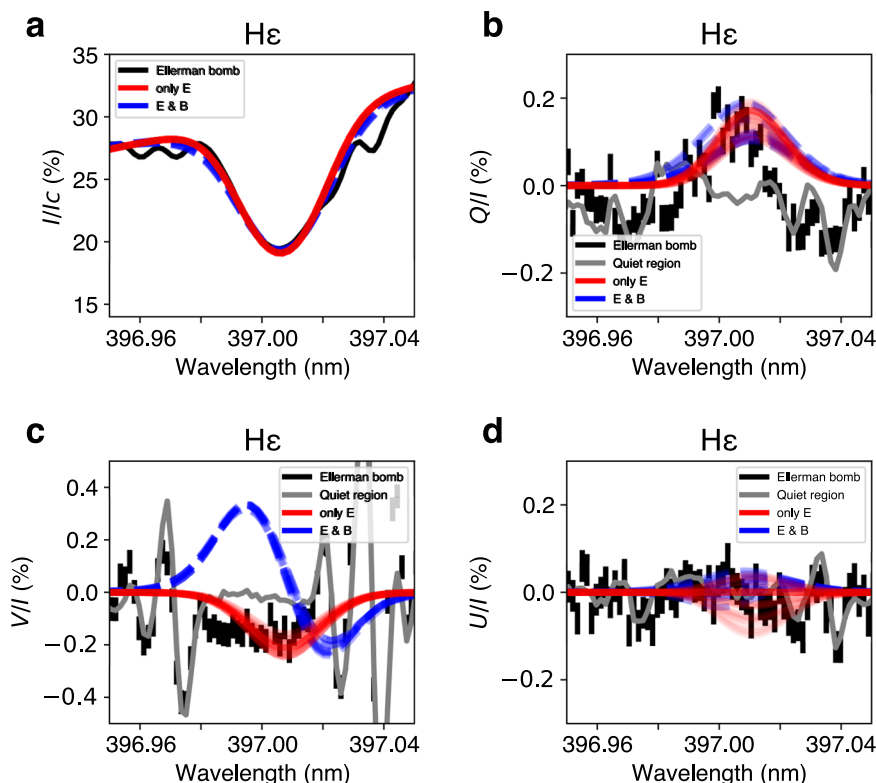 a
Hε
35
30
25
20
15
I/Ic (%)
Ellerman bomb
only E
E & B
396.96
397.00
397.04
Wavelength (nm)
b
Hε
0.2
0.0
−0.2
Q/I (%)
Ellerman bomb
Quiet region
only E
E & B
396.96
397.00
397.04
Wavelength (nm)
c
Hε
0.4
0.2
0.0
−0.2
−0.4
V/I (%)
Ellerman bomb
Quiet region
only E
E & B
396.96
397.00
397.04
Wavelength (nm)
d
Hε
0.2
0.0
−0.2
U/I (%)
Ellerman bomb
Quiet region
only E
E & B
396.96
397.00
397.04
Wavelength (nm)